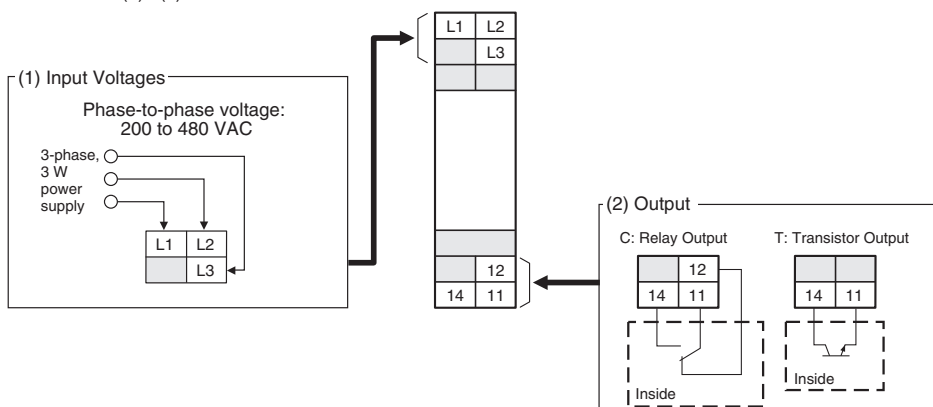 (1) Input Voltages
Phase-to-phase voltage:
200 to 480 VAC
3-phase,
3 W
power
supply
L1 L2
L3
L1 L2
L3
12
14 11
(2) Output
C: Relay Output
12
14 11
Inside
T: Transistor Output
14 11
Inside